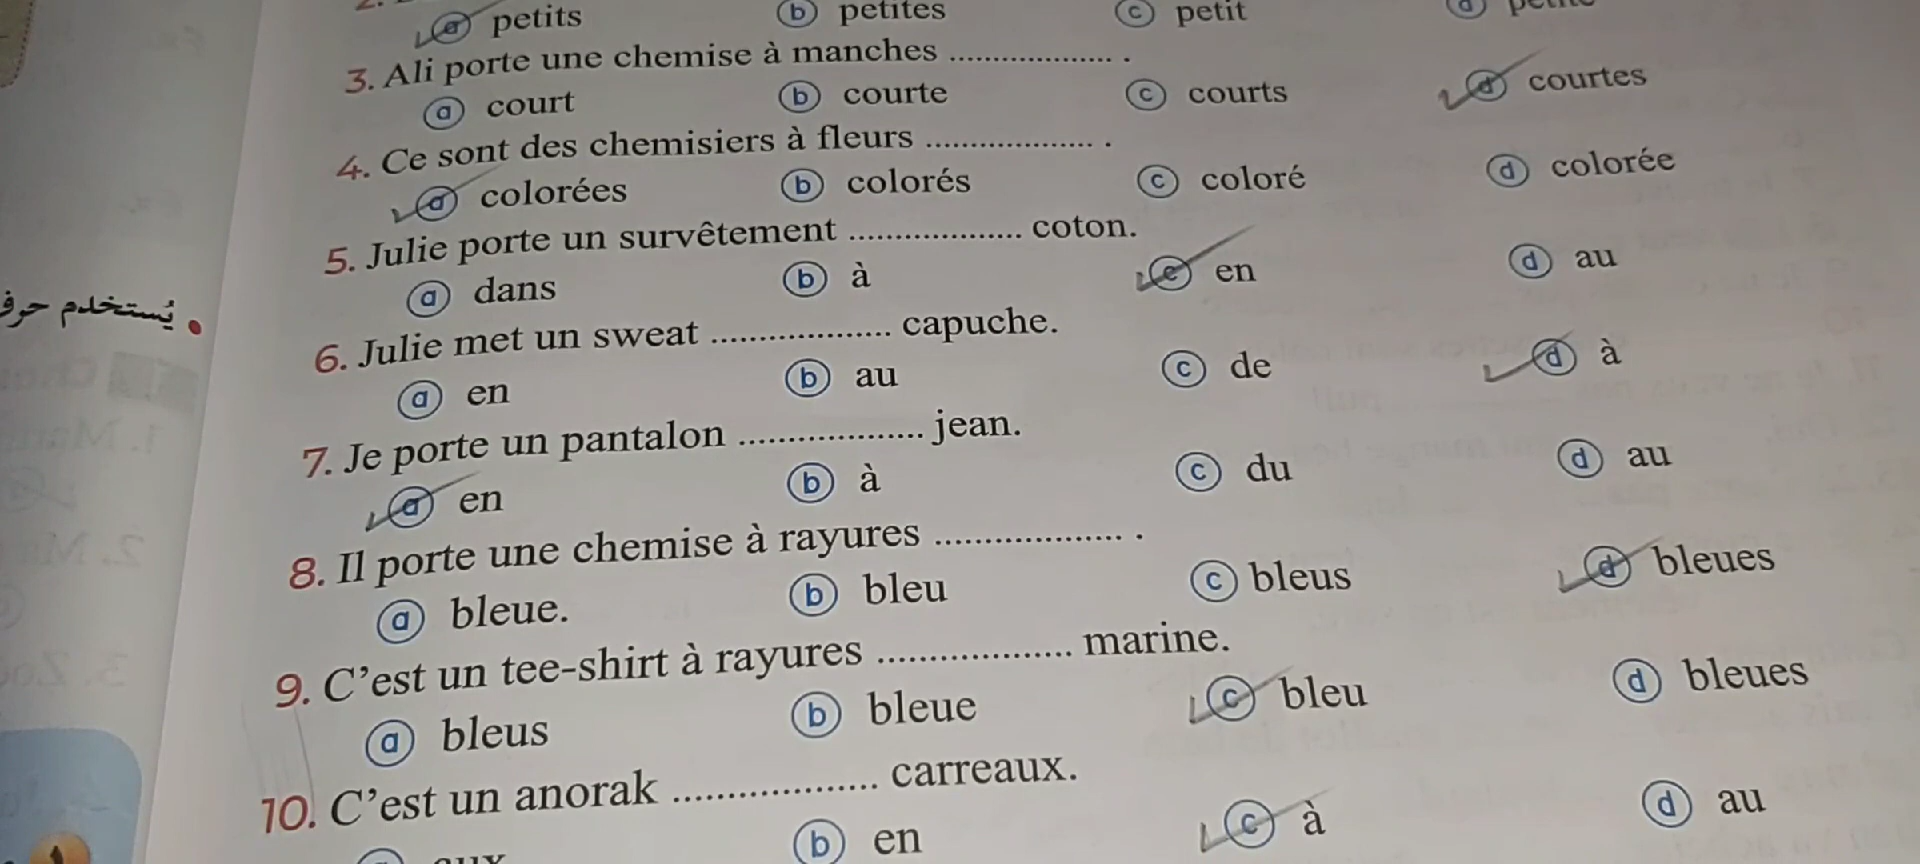 2.
a petits b petites c petit d
3. Ali porte une chemise à manches .................. .
a court b courte c courts d courtes
4. Ce sont des chemisiers à fleurs .................. .
a colorées b colorés c coloré d colorée
5. Julie porte un survêtement .................. coton.
a dans b à c en d au
6. Julie met un sweat .................. capuche.
a en b au c de d à
7. Je porte un pantalon .................. jean.
a en b à c du d au
8. Il porte une chemise à rayures .................. .
a bleue. b bleu c bleus d bleues
9. C'est un tee-shirt à rayures .................. marine.
a bleus b bleue c bleu d bleues
10. C'est un anorak .................. carreaux.
b en c à d au
• يُستخدم حرف